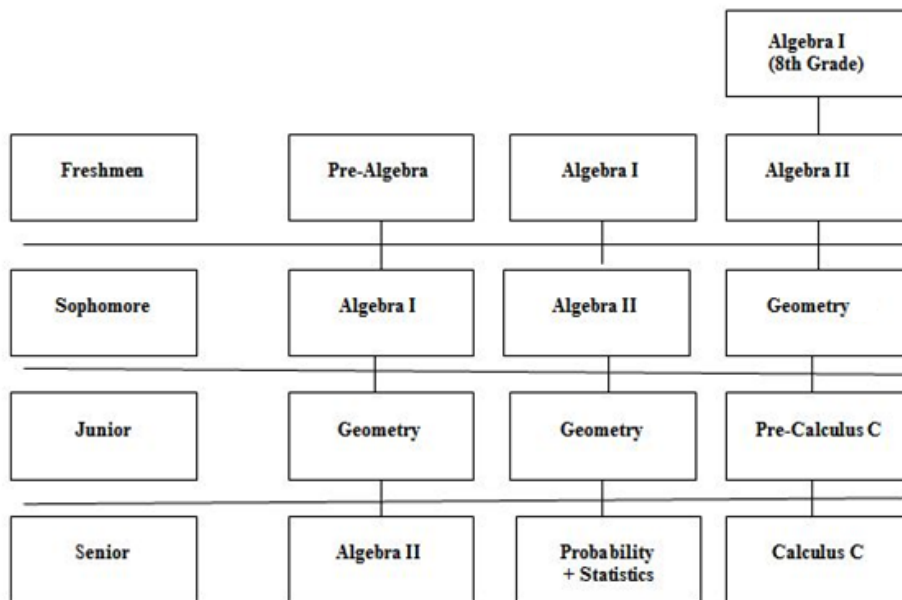 Algebra I
(8th Grade)
Freshmen
Pre-Algebra
Algebra I
Algebra II
Sophomore
Algebra I
Algebra II
Geometry
Junior
Geometry
Geometry
Pre-Calculus C
Senior
Algebra II
Probability
+ Statistics
Calculus C